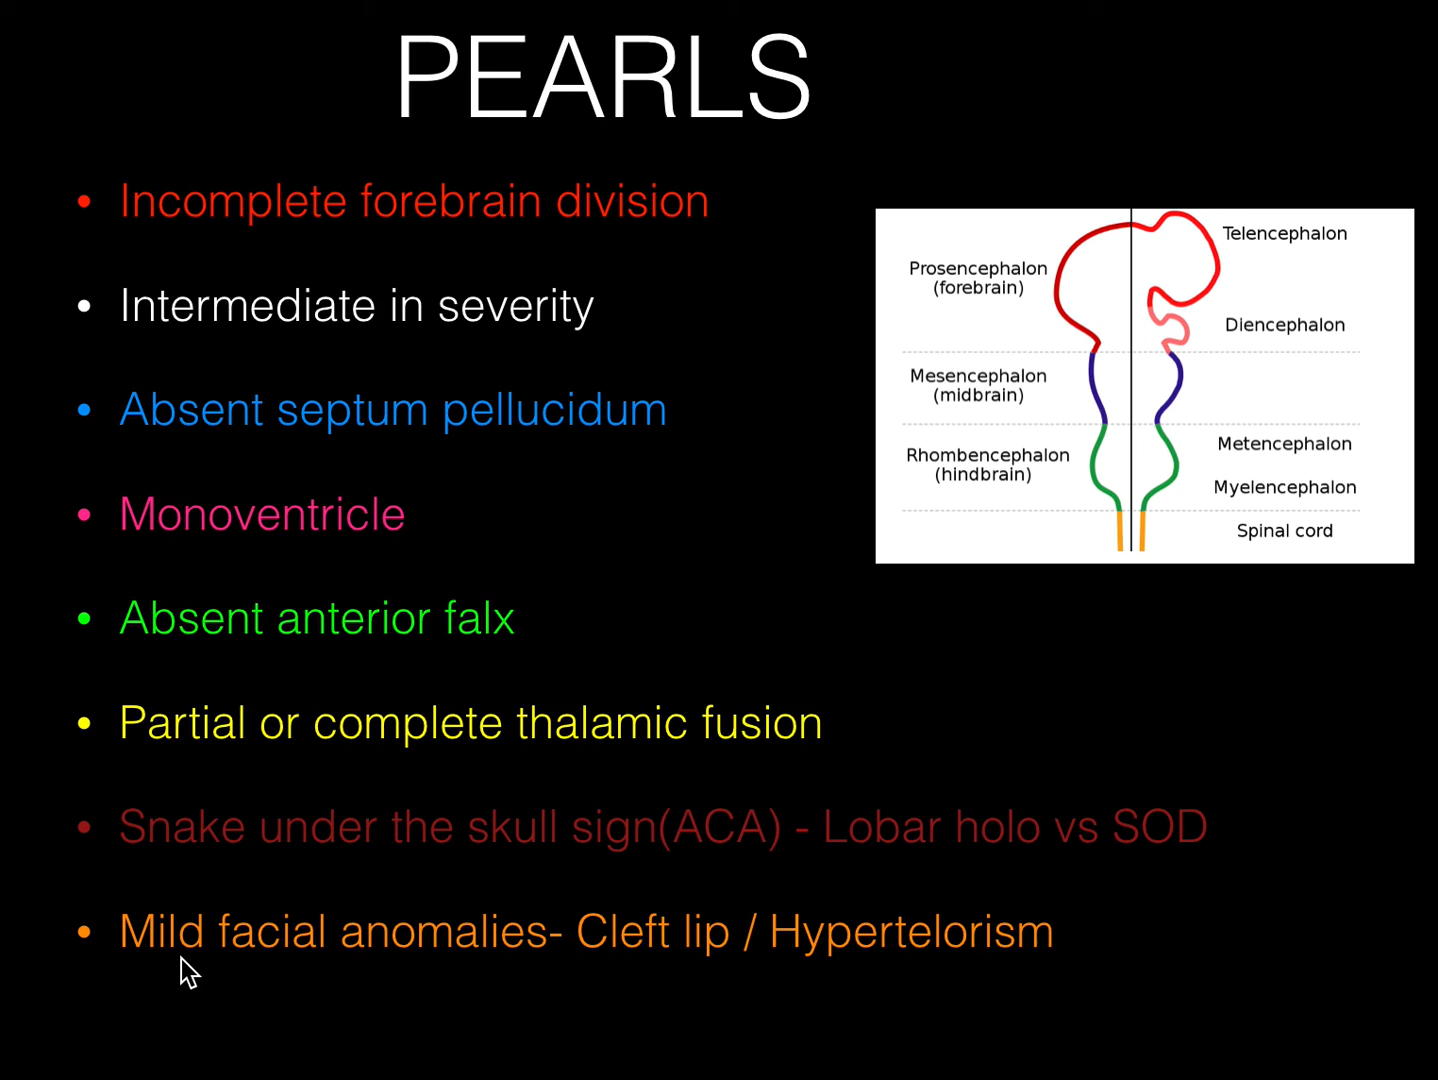 PEARLS
• Incomplete forebrain division
• Intermediate in severity
• Absent septum pellucidum
• Monoventricle
• Absent anterior falx
• Partial or complete thalamic fusion
• Snake under the skull sign(ACA) - Lobar holo vs SOD
• Mild facial anomalies- Cleft lip / Hypertelorism
Telencephalon
Prosencephalon
(forebrain)
Diencephalon
Mesencephalon
(midbrain)
Metencephalon
Rhombencephalon
(hindbrain)
Myelencephalon
Spinal cord